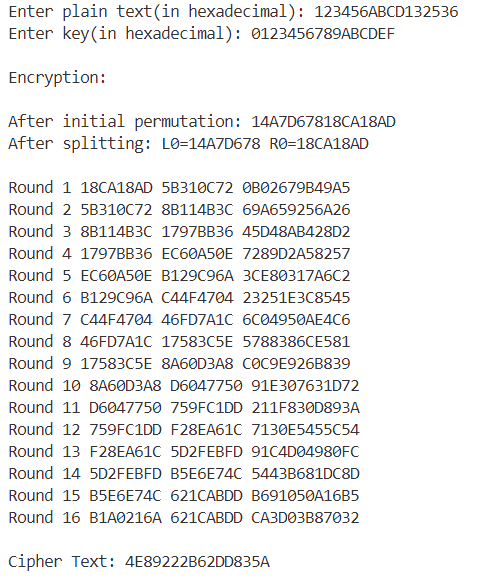 Enter plain text(in hexadecimal): 123456ABCD132536
Enter key(in hexadecimal): 0123456789ABCDEF
Encryption:
After initial permutation: 14A7D67818CA18AD
After splitting: L0=14A7D678 R0=18CA18AD
Round 1 18CA18AD 5B310C72 0B02679B49A5
Round 2 5B310C72 8B114B3C 69A659256A26
Round 3 8B114B3C 1797BB36 45D48AB428D2
Round 4 1797BB36 EC60A50E 7289D2A58257
Round 5 EC60A50E B129C96A 3CE80317A6C2
Round 6 B129C96A C44F4704 23251E3C8545
Round 7 C44F4704 46FD7A1C 6C04950AE4C6
Round 8 46FD7A1C 17583C5E 5788386CE581
Round 9 17583C5E 8A60D3A8 C0C9E926B839
Round 10 8A60D3A8 D6047750 91E307631D72
Round 11 D6047750 759FC1DD 211F830D893A
Round 12 759FC1DD F28EA61C 7130E5455C54
Round 13 F28EA61C 5D2FEBFD 91C4D04980FC
Round 14 5D2FEBFD B5E6E74C 5443B681DC8D
Round 15 B5E6E74C 621CABDD B691050A16B5
Round 16 B1A0216A 621CABDD CA3D03B87032
Cipher Text: 4E89222B62DD835A